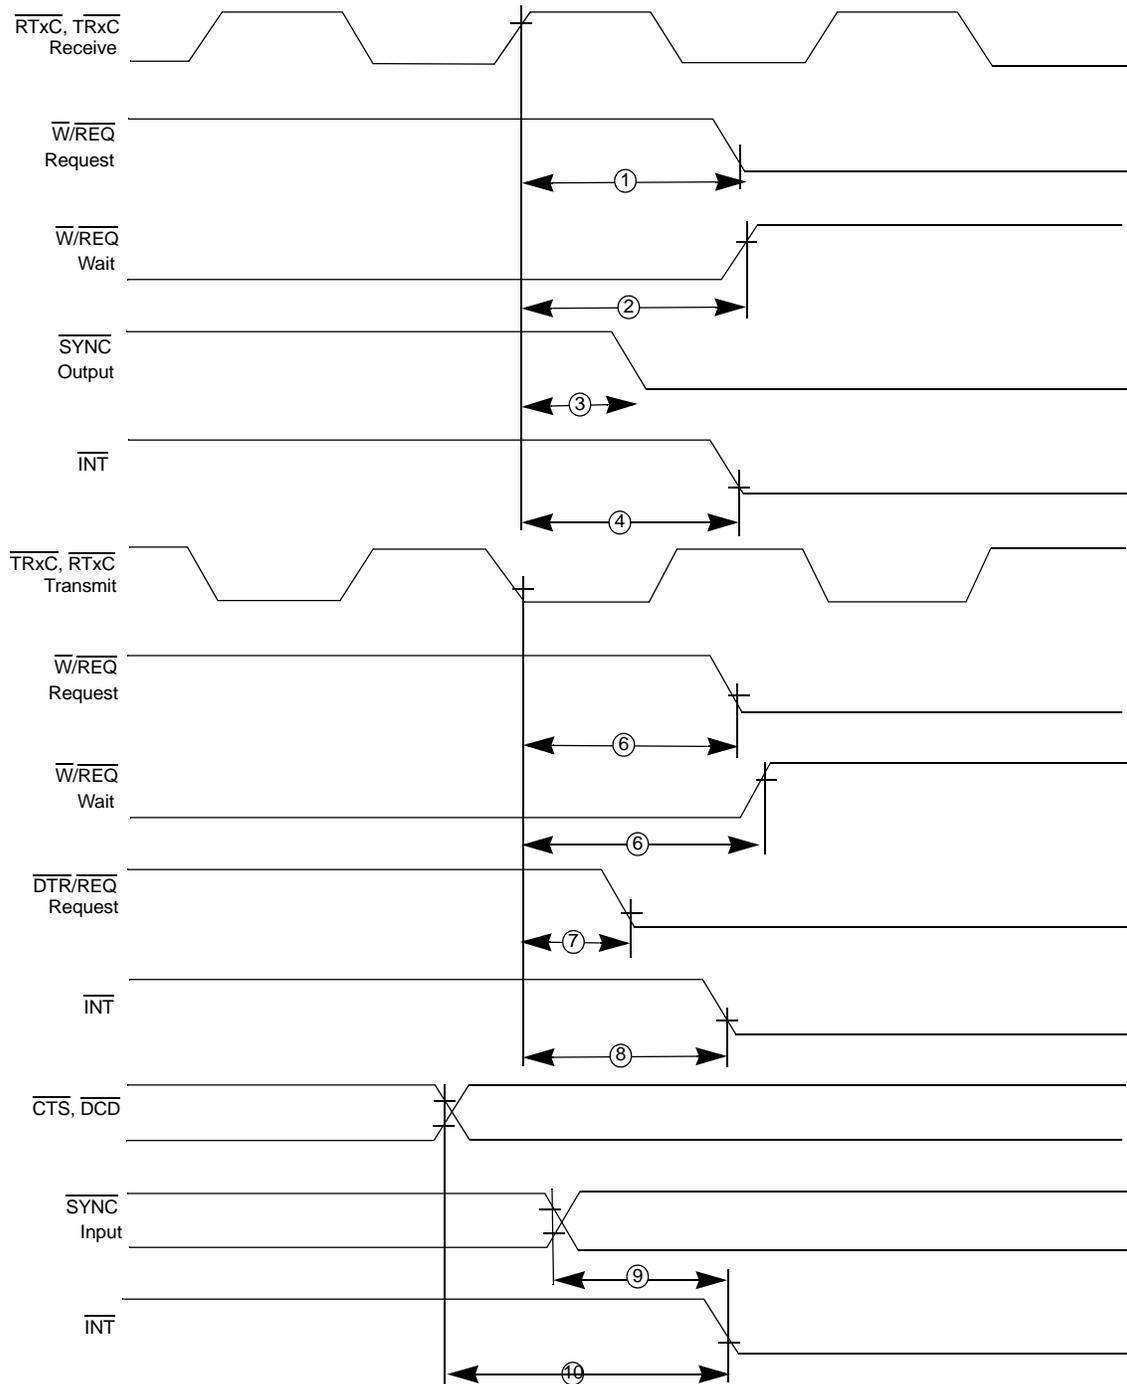 RTxC, TRxC
Receive
W/REQ
Request
1
W/REQ
Wait
2
SYNC
Output
3
INT
4
TRxC, RTxC
Transmit
W/REQ
Request
6
W/REQ
Wait
6
DTR/REQ
Request
7
INT
8
CTS, DCD
SYNC
Input
9
INT
10